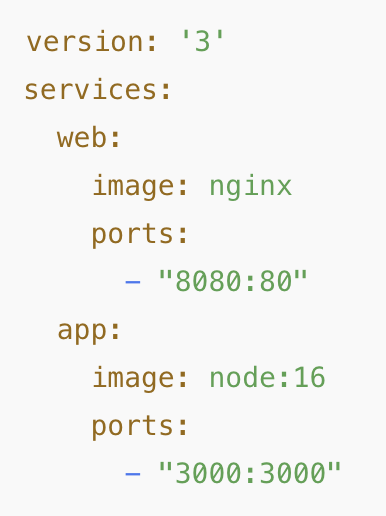 version: '3'
services:
  web:
    image: nginx
    ports:
      - "8080:80"
  app:
    image: node:16
    ports:
      - "3000:3000"